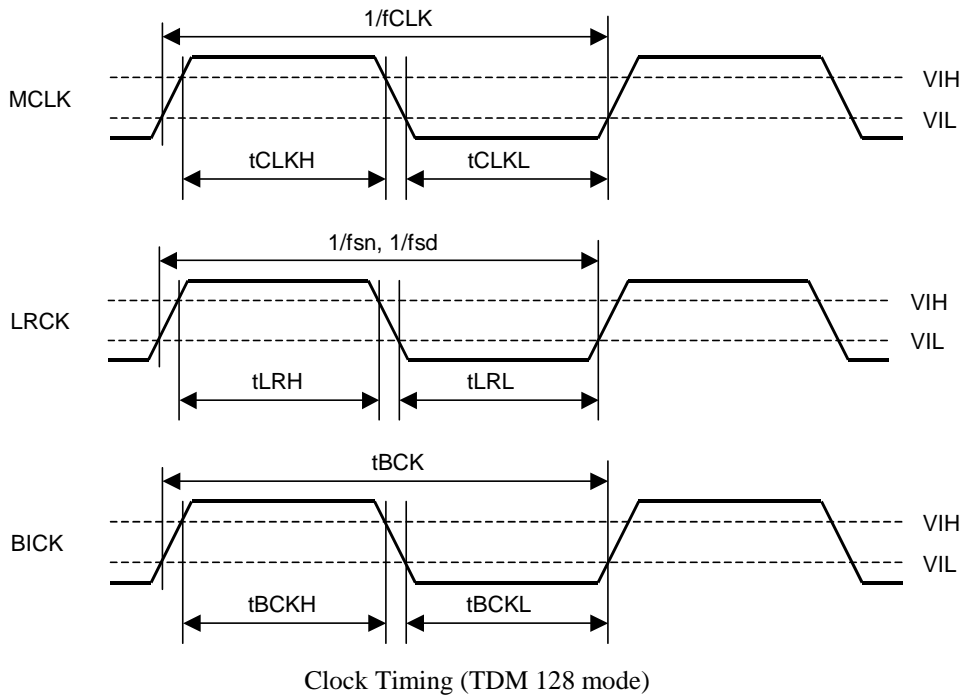 1/fCLK
VIH
MCLK
VIL
tCLKH
tCLKL
1/fsn, 1/fsd
VIH
LRCK
VIL
tLRH
tLRL
tBCK
VIH
BICK
VIL
tBCKH
tBCKL
Clock Timing (TDM 128 mode)